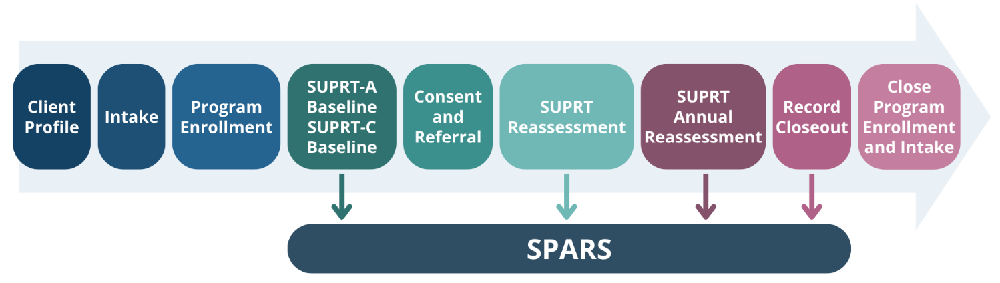 Client
Profile
Intake
Program
Enrollment
SUPRT-A
Baseline
SUPRT-C
Baseline
Consent
and
Referral
SUPRT
Reassessment
SUPRT
Annual
Reassessment
Record
Closeout
Close
Program
Enrollment
and Intake
SPARS